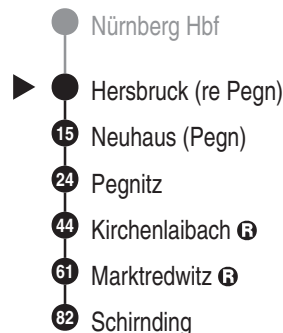 Nürnberg Hbf
Hersbruck (re Pegn)
15 Neuhaus (Pegn)
24 Pegnitz
44 Kirchenlaibach R
61 Marktredwitz R
82 Schirnding